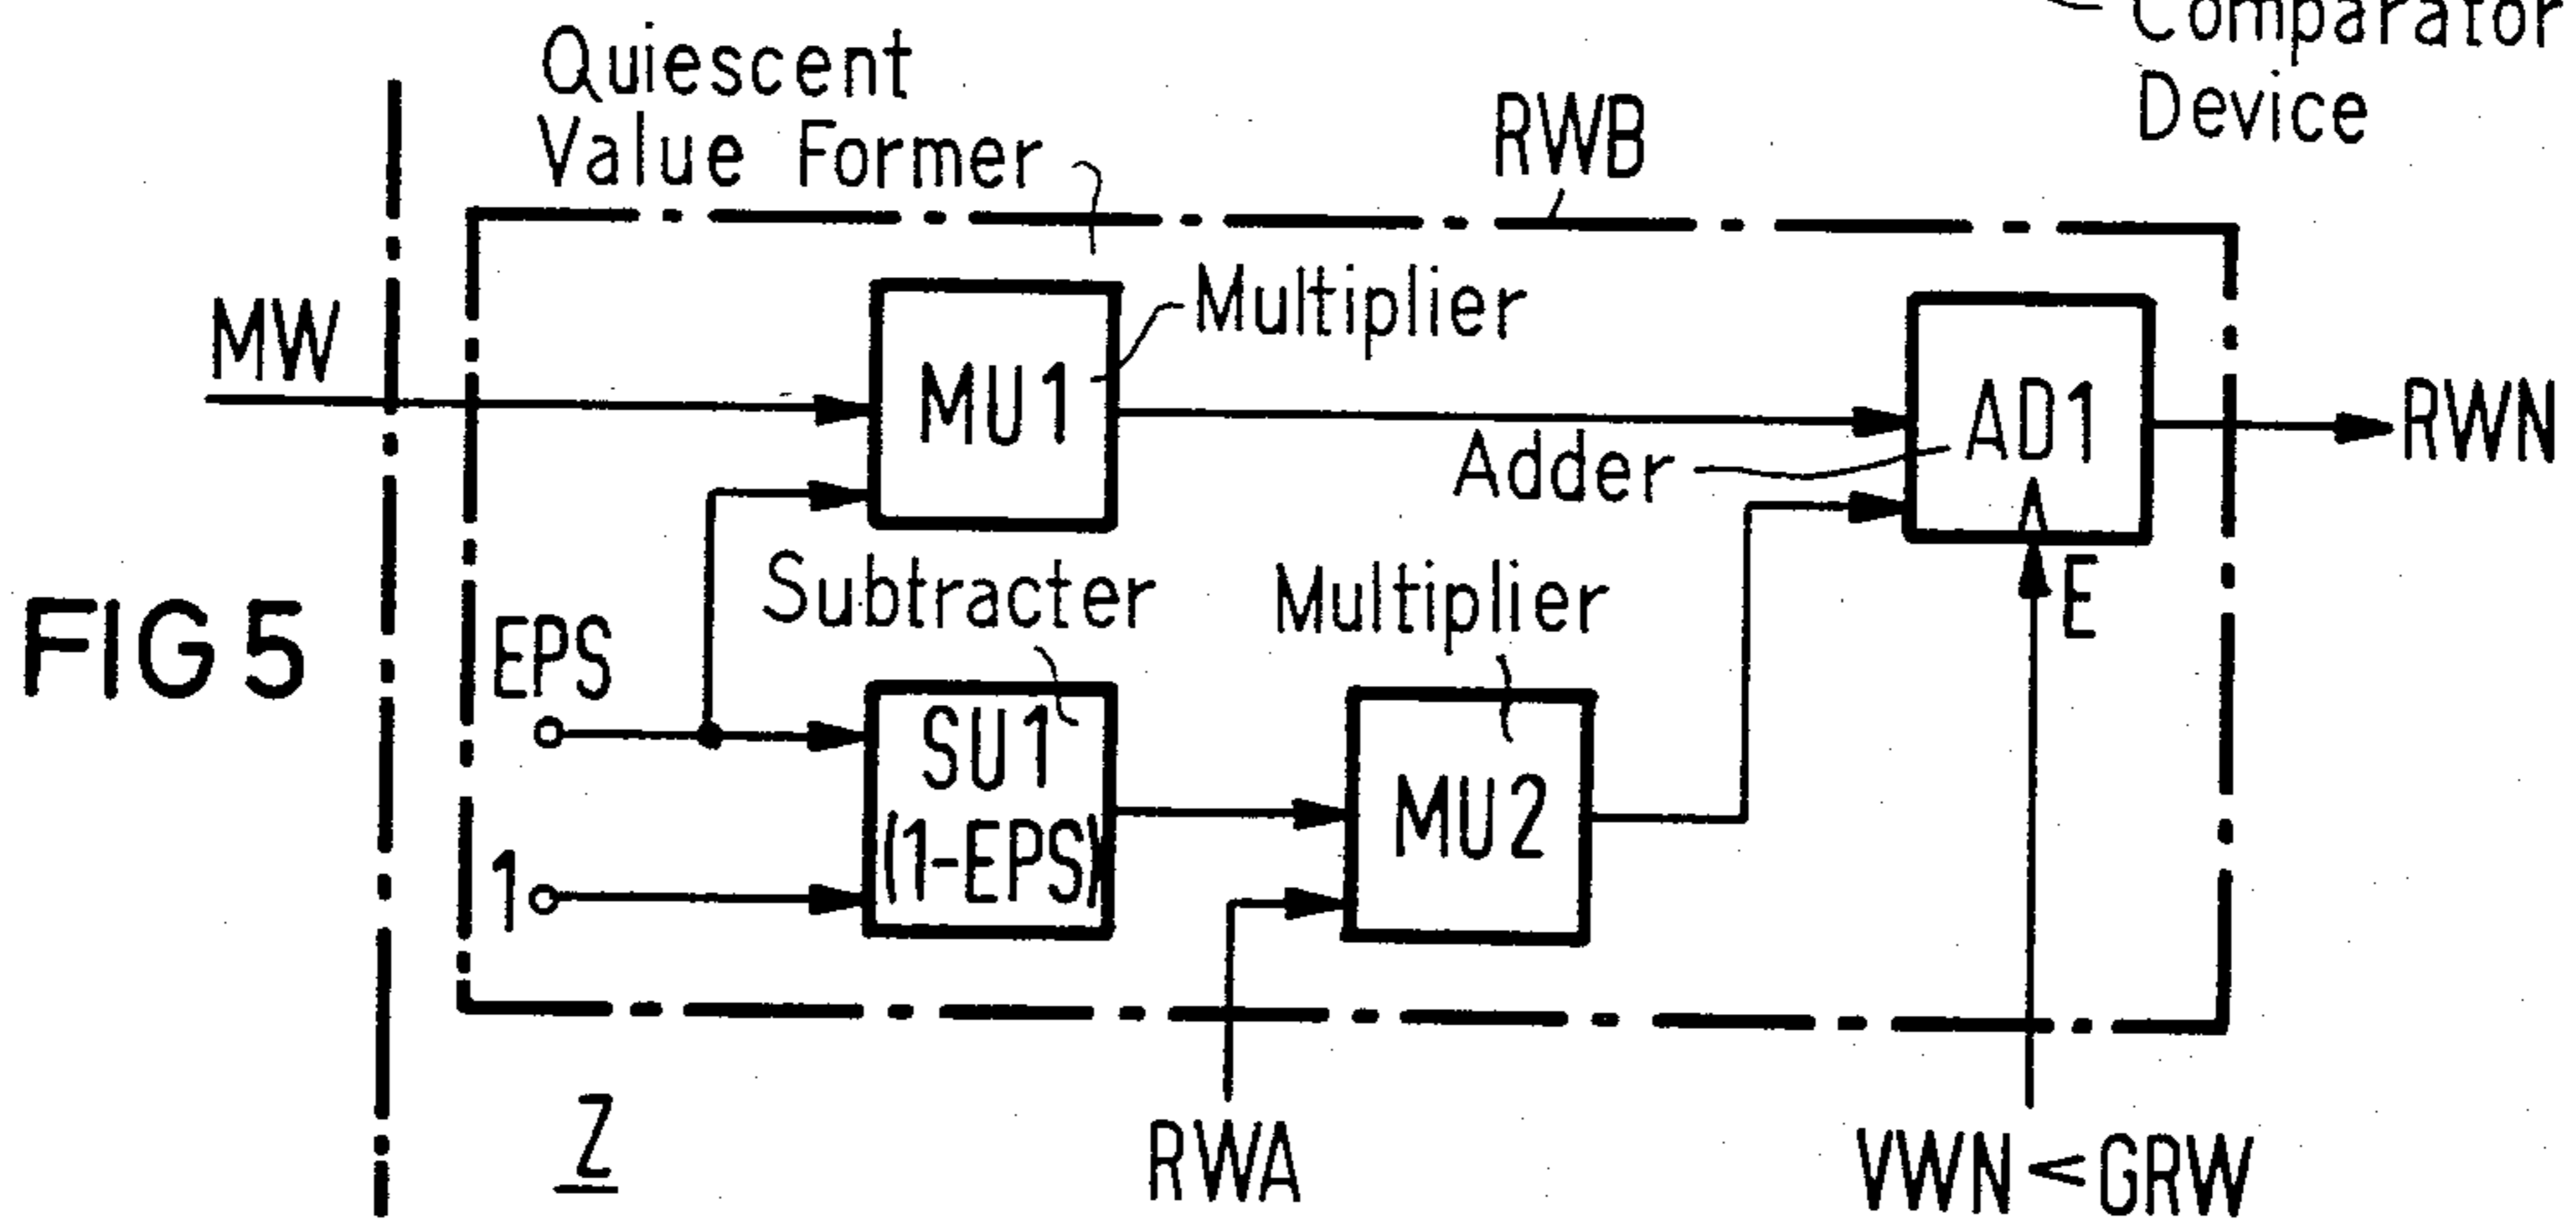 Comparator
Device
Quiescent
Value Former
RWB
MW
MU1
Multiplier
AD1
Adder
RWN
E
FIG 5
EPS
Subtracter
Multiplier
SU1
(1-EPS)
MU2
1
Z
RWA
VWN < GRW